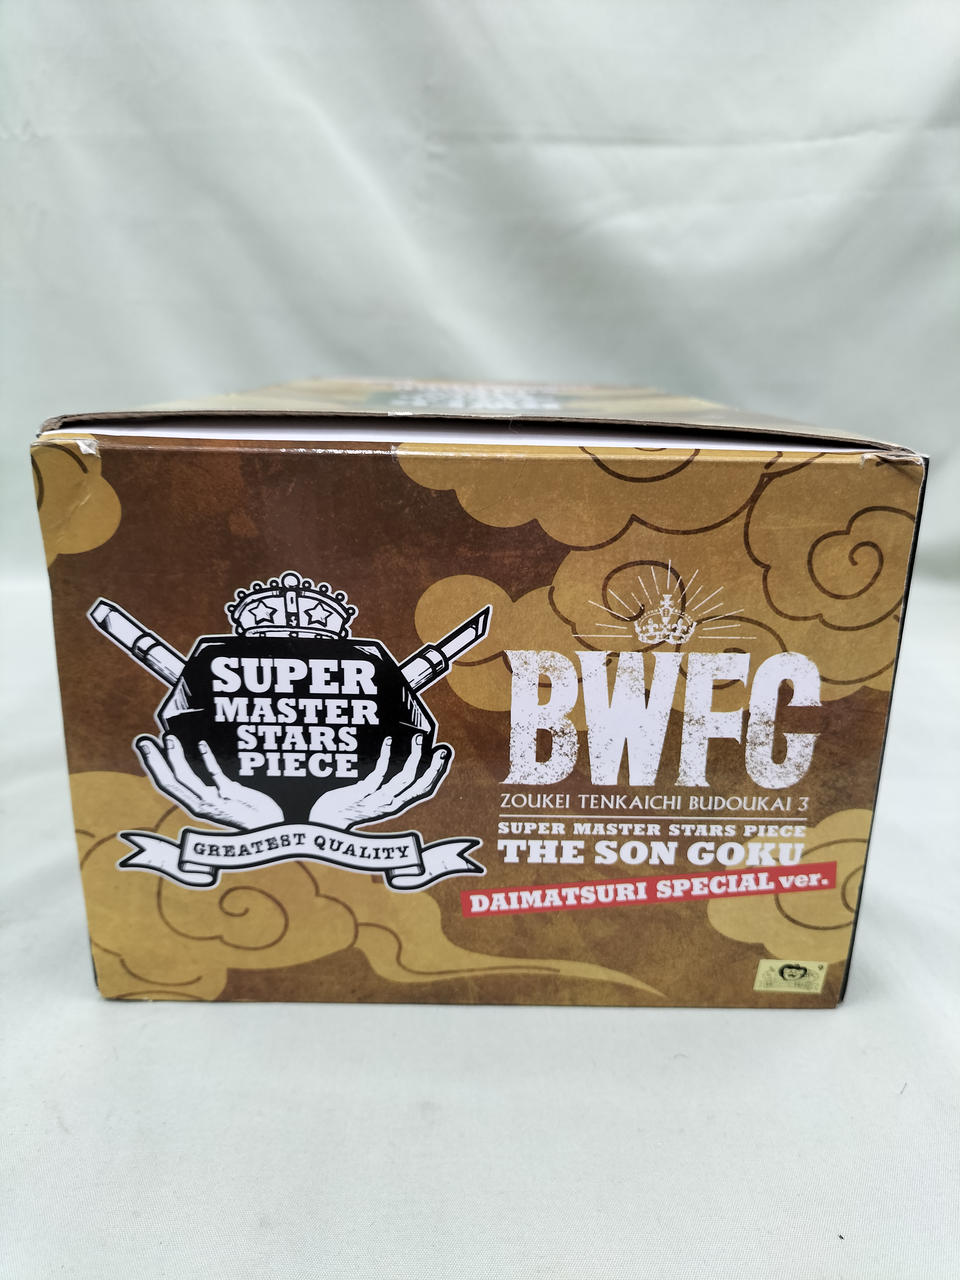 SUPER
MASTER
STARS
PIECE
GREATEST QUALITY
BWFC
ZOUKEI TENKAICHI BUDOUKAI 3
SUPER MASTER STARS PIECE
THE SON GOKU
DAIMATSURI SPECIAL ver.